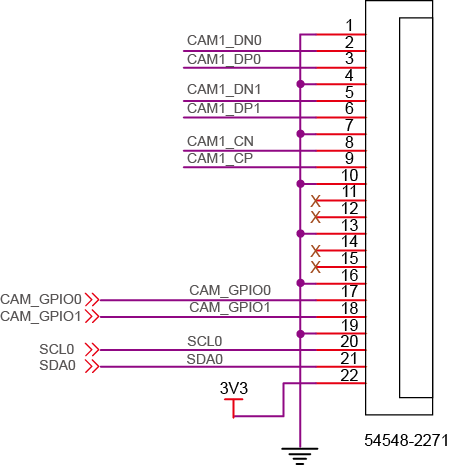 1
CAM1_DN0 2
CAM1_DP0 3
4
CAM1_DN1 5
CAM1_DP1 6
7
CAM1_CN 8
CAM1_CP 9
10
11
X
12
X
13
14
X
15
X
16
CAM_GPIO0 CAM_GPIO0 17
CAM_GPIO1 CAM_GPIO1 18
19
SCL0 SCL0 20
SDA0 SDA0 21
22
3V3
54548-2271